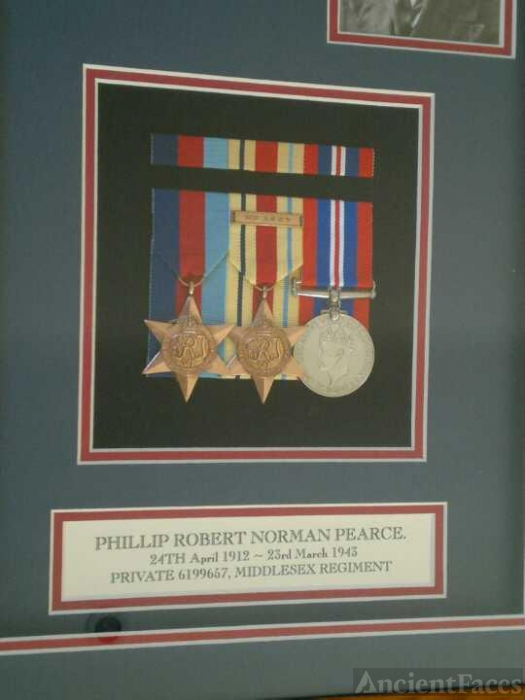 PHILLIP ROBERT NORMAN PEARCE.
24TH April 1912 ~ 23rd March 1943
PRIVATE 6199657, MIDDLESEX REGIMENT
AncientFaces